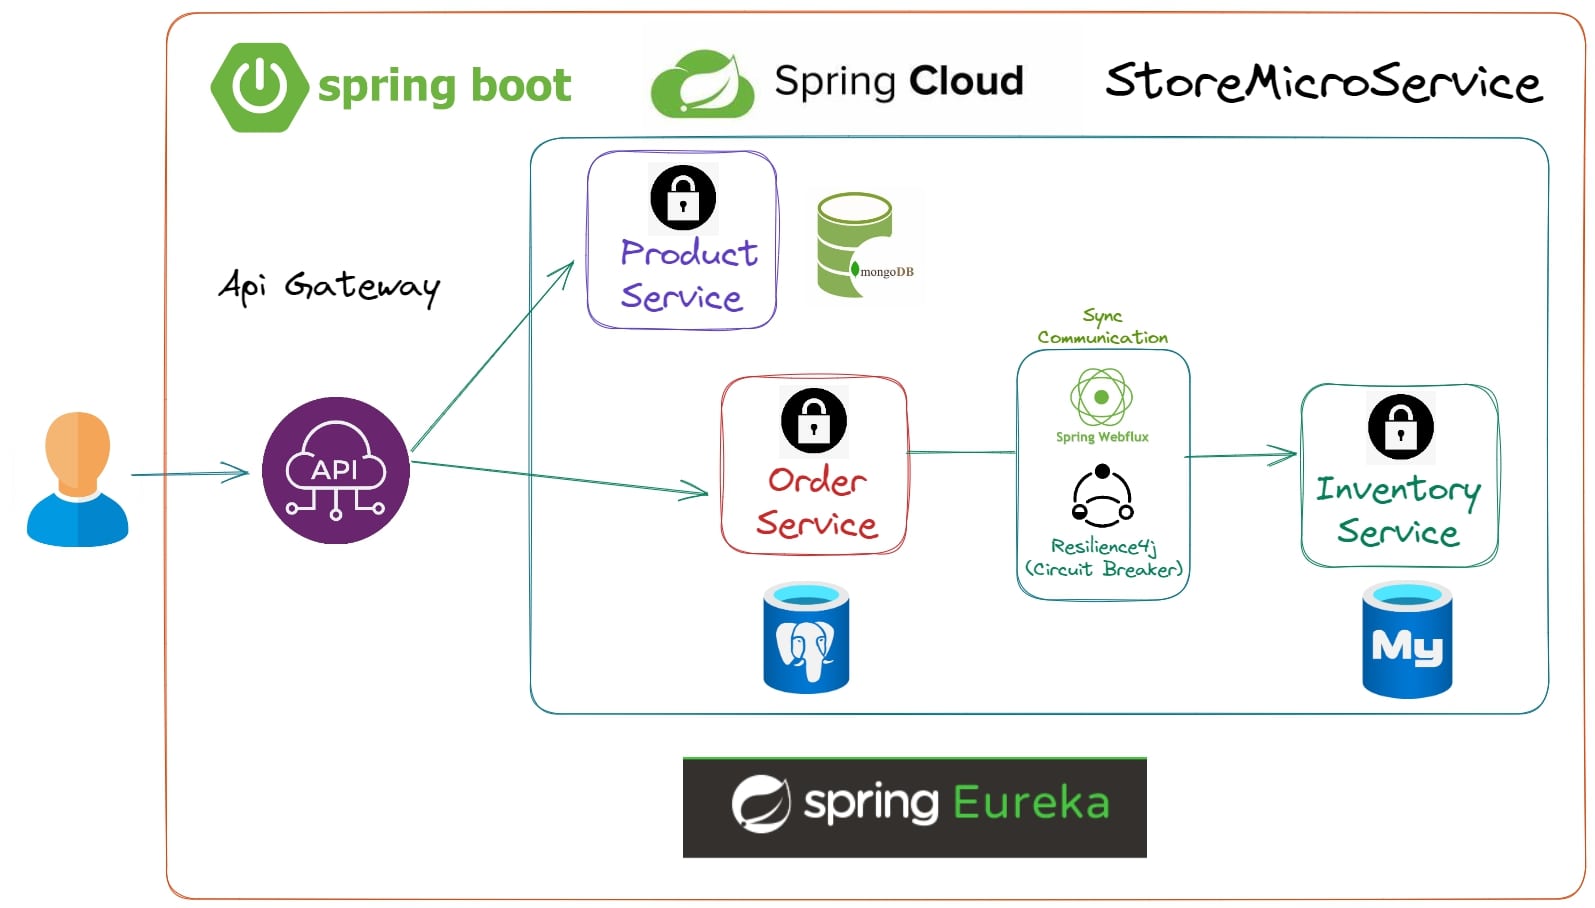 spring boot
Spring Cloud
StoreMicroService
Api Gateway
API
Product
Service
mongoDB
Sync
Communication
Spring Webflux
Resilience4j
(Circuit Breaker)
Order
Service
Inventory
Service
My
spring Eureka